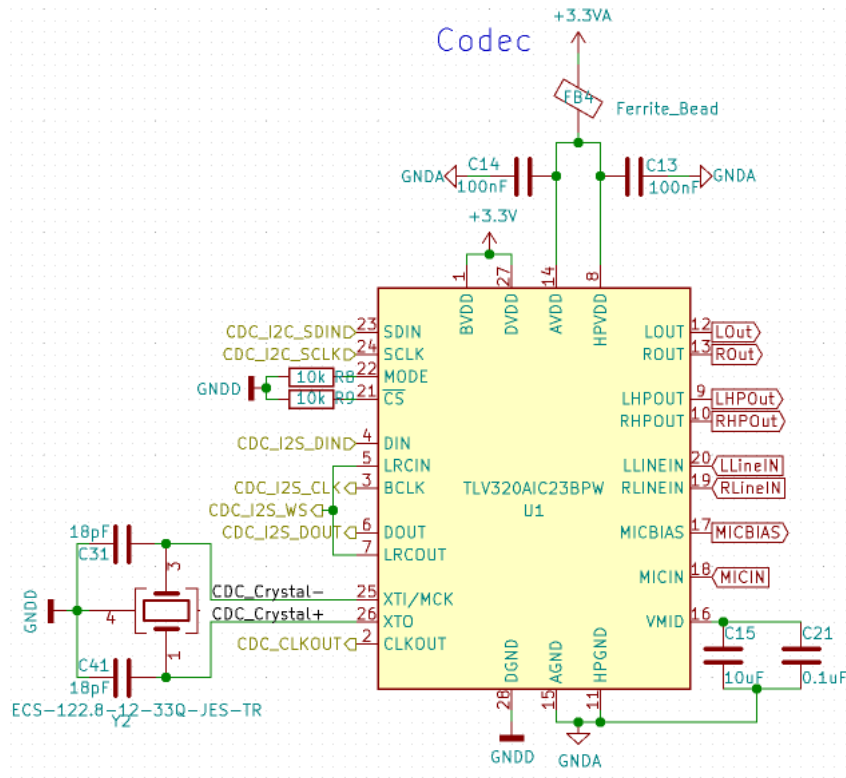 +3.3VA
Codec
FB4
Ferrite_Bead
C14
C13
GNDA
GNDA
100nF
100nF
+3.3V
1
27
14
8
BVDD
DVDD
AVDD
HPVDD
CDC_I2C_SDIN 23 SDIN
LOUT 12 LOut
CDC_I2C_SCLK 24 SCLK
ROUT 13 ROut
10k R8 22 MODE
GNDD
10k R9 21 CS
LHPOUT 9 LHPOut
RHPOUT 10 RHPOut
CDC_I2S_DIN 4 DIN
5 LRCIN
LLINEIN 20 LLineIN
CDC_I2S_CLK 3 BCLK
TLV320AIC23BPW
RLINEIN 19 RLineIN
CDC_I2S_WS
U1
CDC_I2S_DOUT 6 DOUT
MICBIAS 17 MICBIAS
7 LRCOUT
18pF
C31
3
MICIN 18 MICIN
CDC_Crystal- 25 XTI/MCK
GNDD
4
CDC_Crystal+ 26 XTO
VMID 16
CDC_CLKOUT 2 CLKOUT
1
C15
C21
C41
18pF
10uF
0.1uF
DGND
AGND
HPGND
28
15
11
ECS-122.8-12-33Q-JES-TR
Y2
GNDD
GNDA